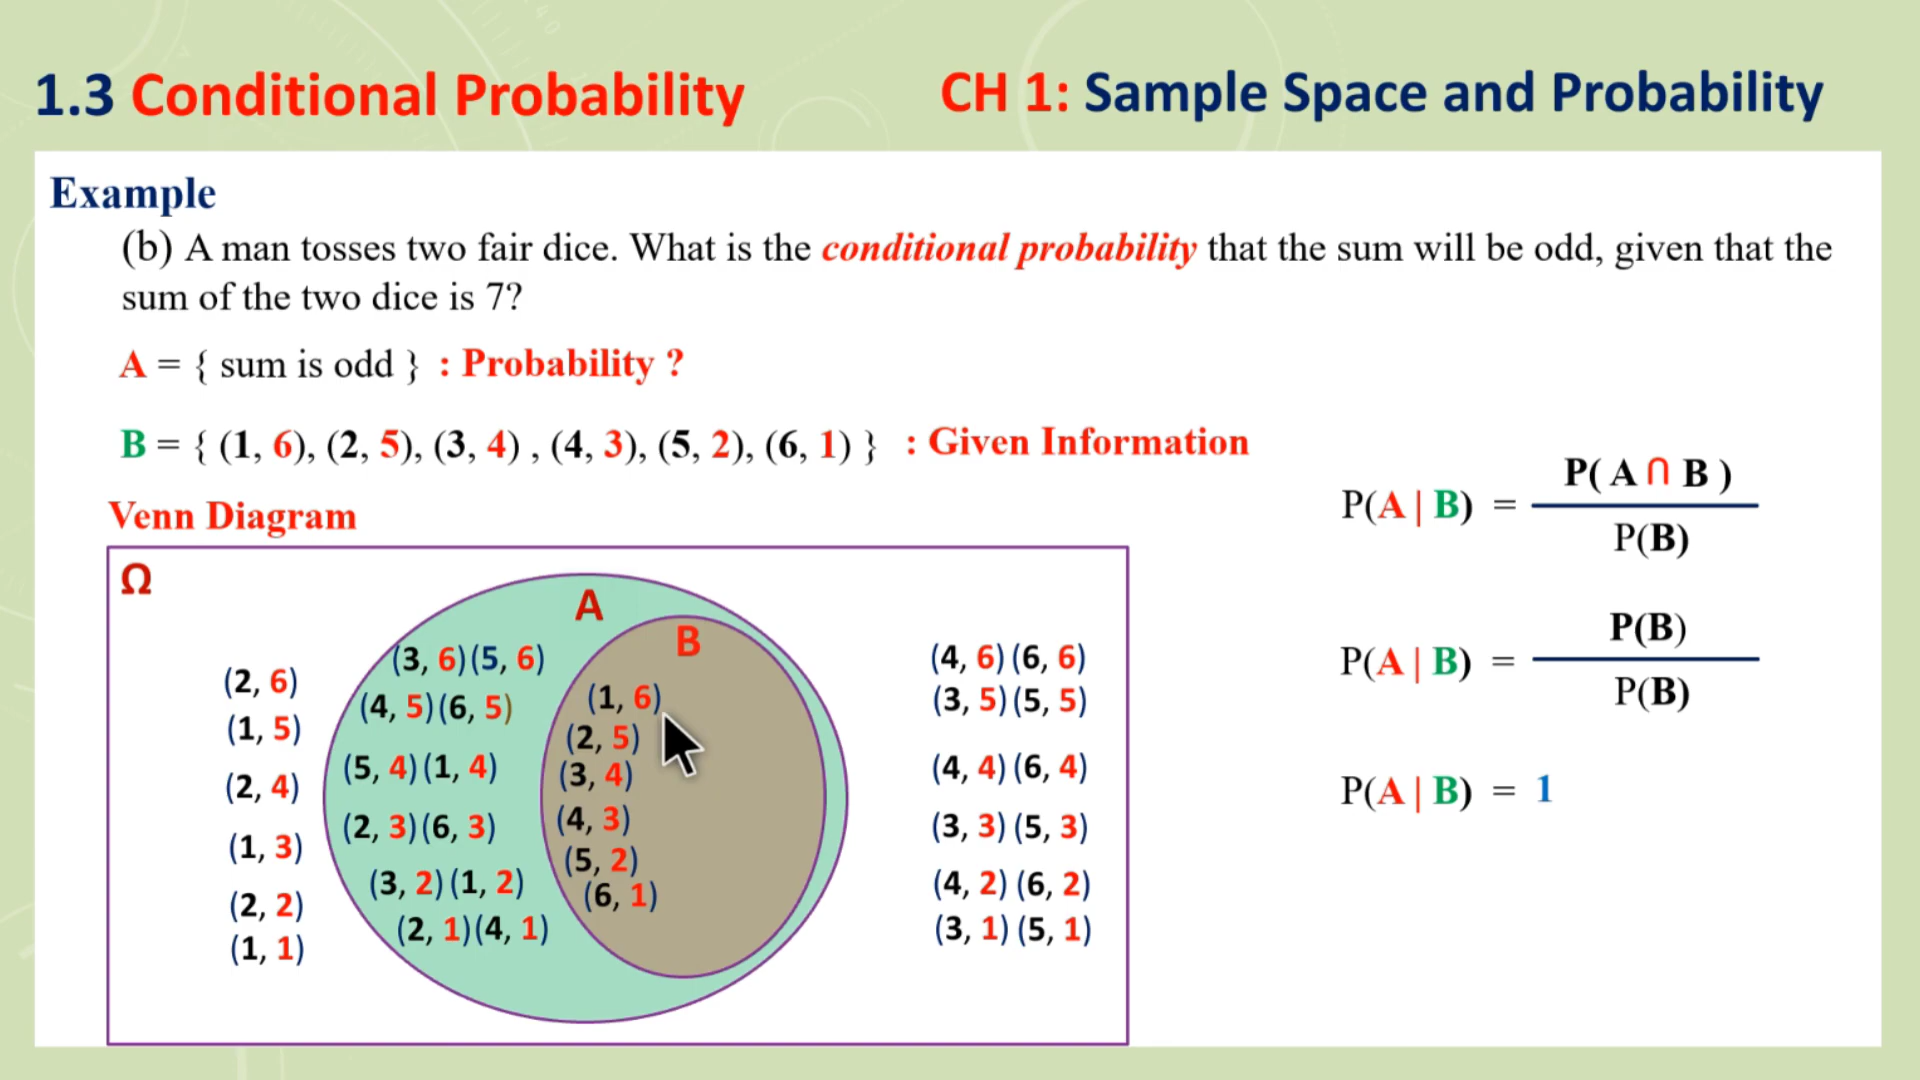 1.3 Conditional Probability
CH 1: Sample Space and Probability
Example
(b) A man tosses two fair dice. What is the conditional probability that the sum will be odd, given that the
sum of the two dice is 7?
A = { sum is odd } : Probability ?
B = { (1, 6), (2, 5), (3, 4) , (4, 3), (5, 2), (6, 1) } : Given Information
Venn Diagram
Ω
A
B
(2, 6)
(1, 5)
(2, 4)
(1, 3)
(2, 2)
(1, 1)
(3, 6)(5, 6)
(4, 5)(6, 5)
(5, 4)(1, 4)
(2, 3)(6, 3)
(3, 2)(1, 2)
(2, 1)(4, 1)
(1, 6)
(2, 5)
(3, 4)
(4, 3)
(5, 2)
(6, 1)
(4, 6)(6, 6)
(3, 5)(5, 5)
(4, 4)(6, 4)
(3, 3)(5, 3)
(4, 2)(6, 2)
(3, 1)(5, 1)
P( A ∩ B )
P(A | B) =
P(B)
P(B)
P(A | B) =
P(B)
P(A | B) = 1